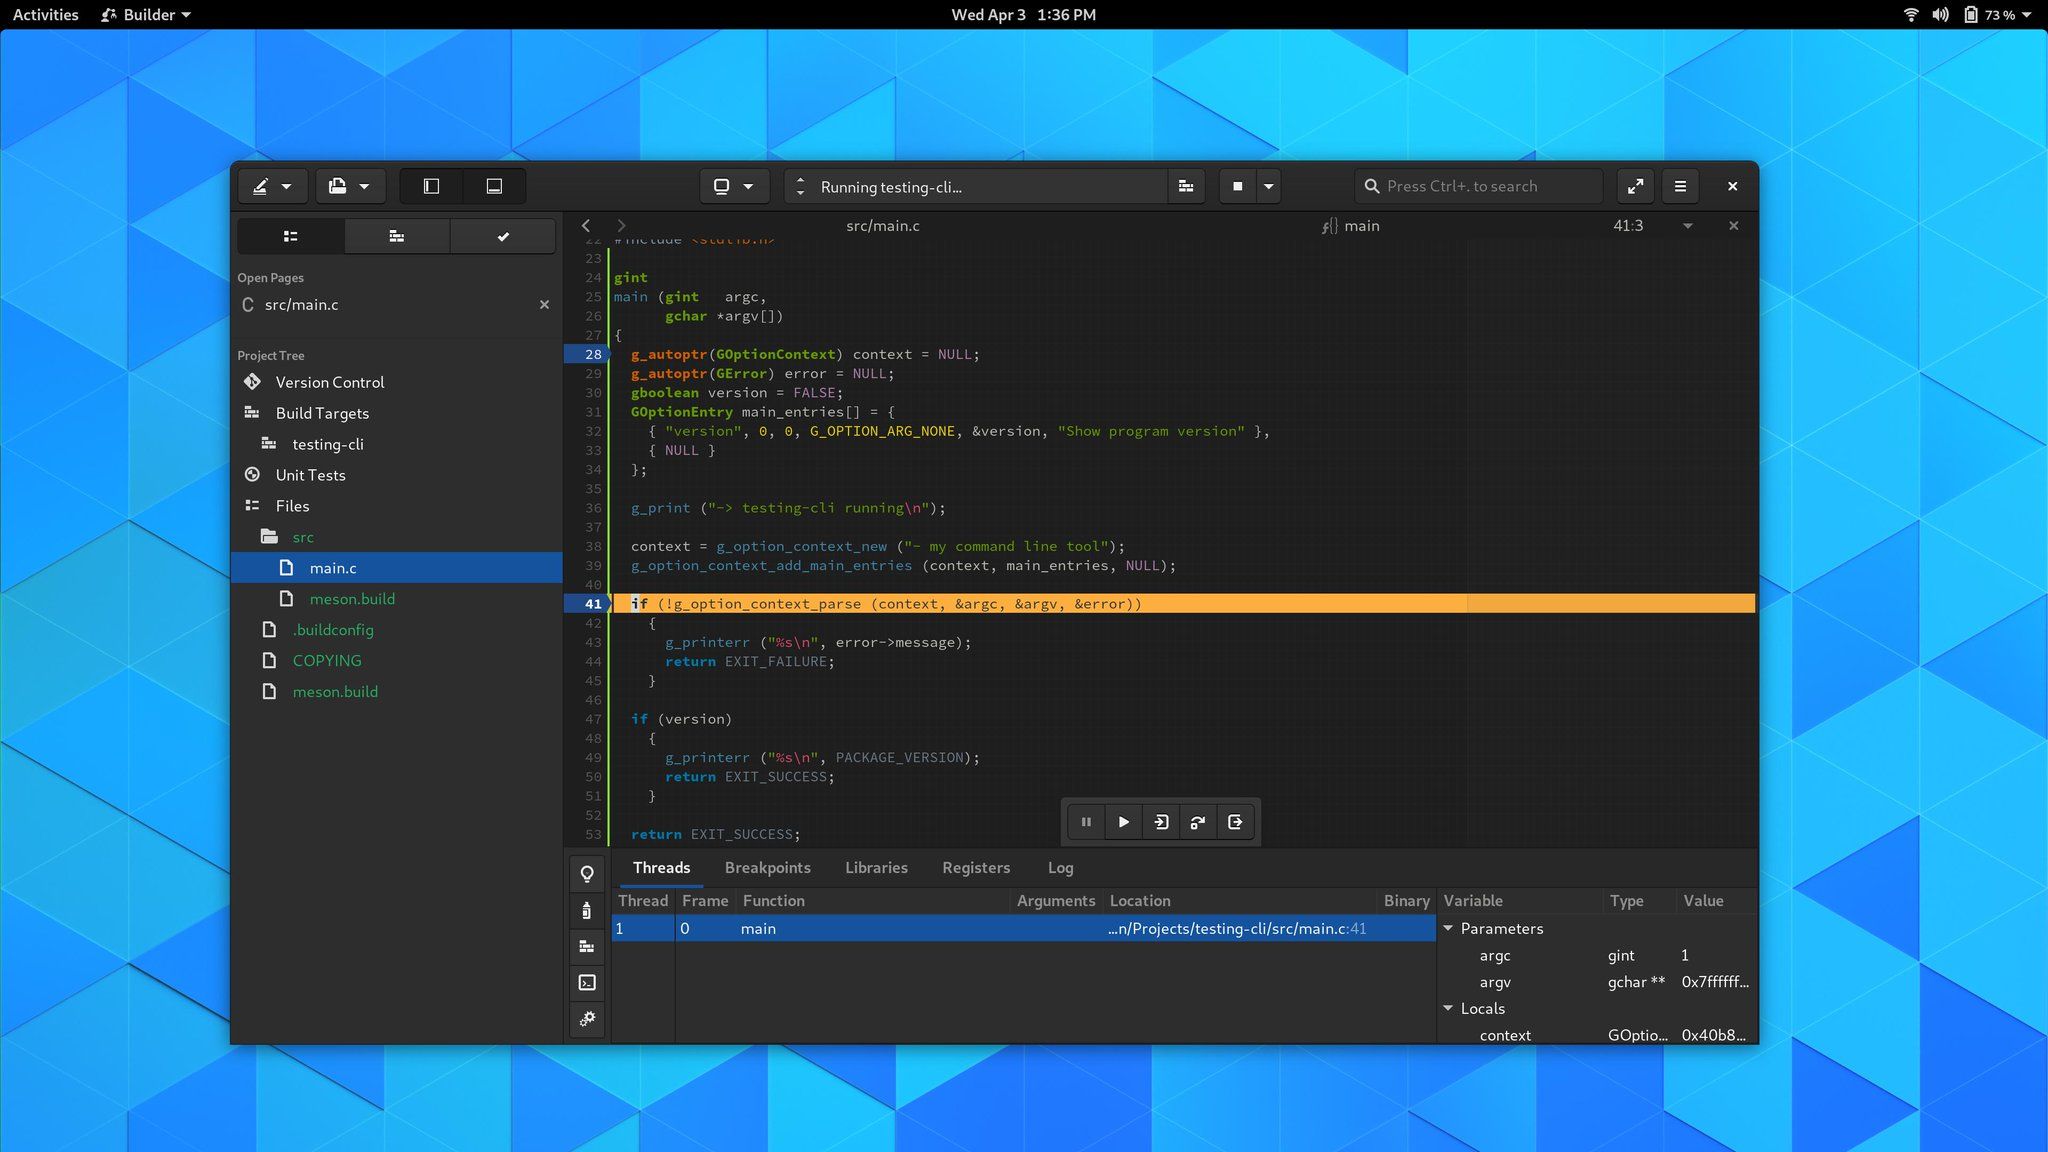 Activities
Builder
Wed Apr 3 1:36 PM
73 %
Running testing-cli...
Press Ctrl+. to search
Open Pages
C src/main.c
Project Tree
Version Control
Build Targets
testing-cli
Unit Tests
Files
src
main.c
meson.build
.buildconfig
COPYING
meson.build
src/main.c
f{} main
41:3
22 #include <stdlib.h>
23
24 gint
25 main (gint   argc,
26       gchar *argv[])
27 {
28   g_autoptr(GOptionContext) context = NULL;
29   g_autoptr(GError) error = NULL;
30   gboolean version = FALSE;
31   GOptionEntry main_entries[] = {
32     { "version", 0, 0, G_OPTION_ARG_NONE, &version, "Show program version" },
33     { NULL }
34   };
35
36   g_print ("-> testing-cli running\n");
37
38   context = g_option_context_new ("- my command line tool");
39   g_option_context_add_main_entries (context, main_entries, NULL);
40
41   if (!g_option_context_parse (context, &argc, &argv, &error))
42     {
43       g_printerr ("%s\n", error->message);
44       return EXIT_FAILURE;
45     }
46
47   if (version)
48     {
49       g_printerr ("%s\n", PACKAGE_VERSION);
50       return EXIT_SUCCESS;
51     }
52
53   return EXIT_SUCCESS;
Threads Breakpoints Libraries Registers Log
Thread Frame Function Arguments Location Binary
1 0 main ...n/Projects/testing-cli/src/main.c:41
Variable Type Value
Parameters
argc gint 1
argv gchar ** 0x7ffffff...
Locals
context GOptio... 0x40b8...